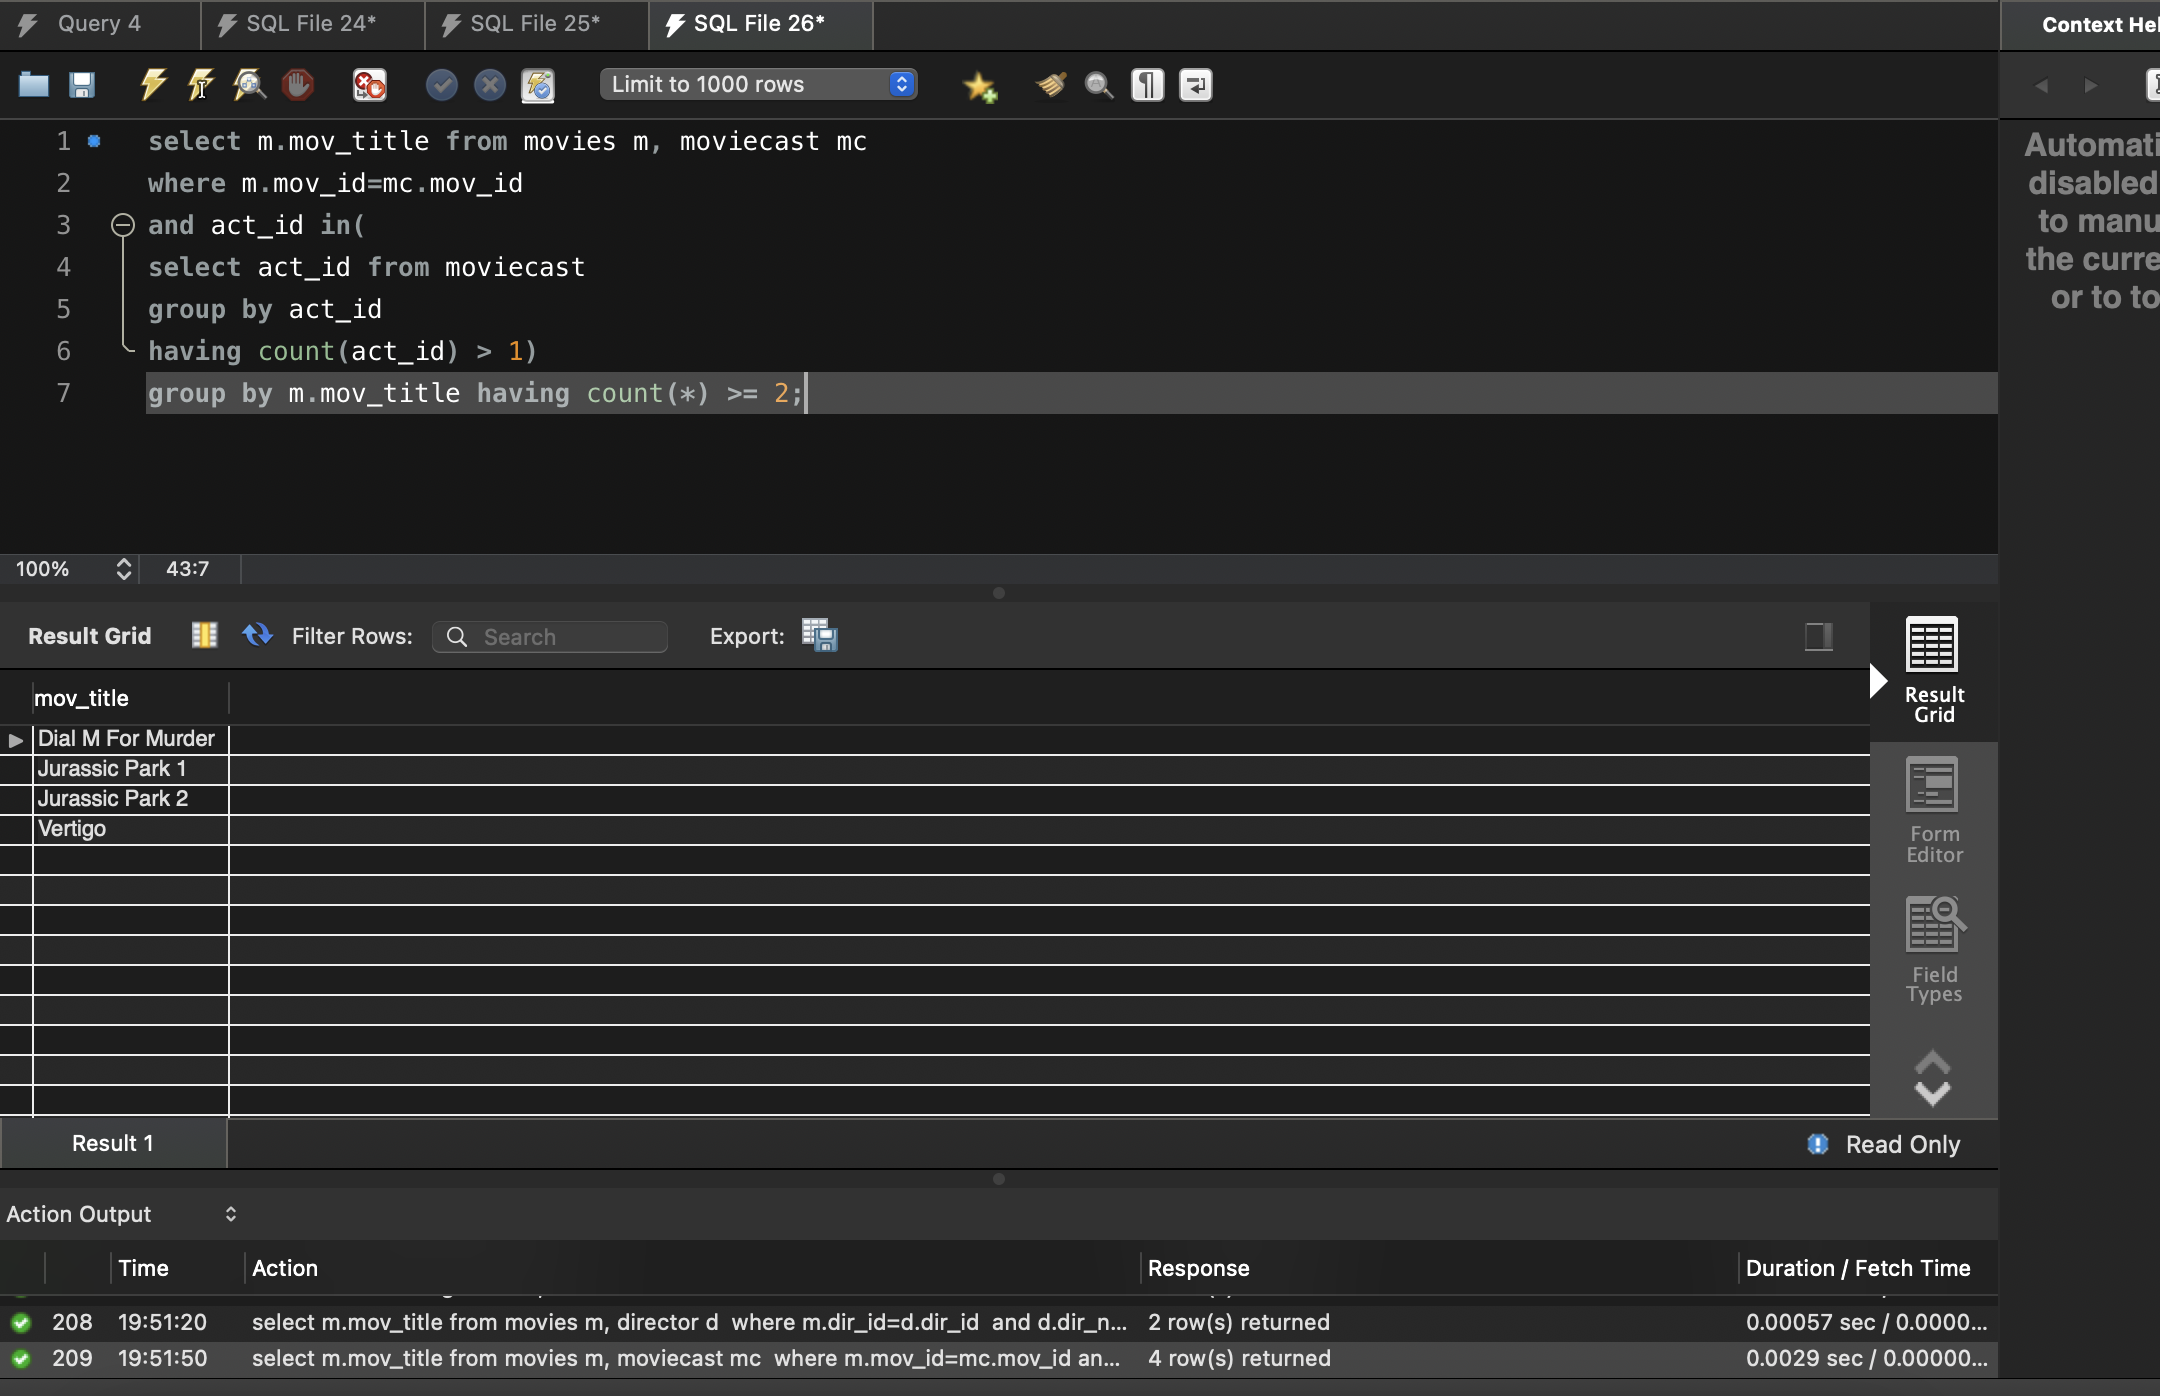 Query 4
SQL File 24*
SQL File 25*
SQL File 26*
Context Hel
Limit to 1000 rows
1 select m.mov_title from movies m, moviecast mc
2 where m.mov_id=mc.mov_id
3 and act_id in(
4 select act_id from moviecast
5 group by act_id
6 having count(act_id) > 1)
7 group by m.mov_title having count(*) >= 2;
Automati
disabled
to manu
the curre
or to to
100%
43:7
Result Grid
Filter Rows:
Search
Export:
mov_title
Dial M For Murder
Jurassic Park 1
Jurassic Park 2
Vertigo
Result
Grid
Form
Editor
Field
Types
Result 1
Read Only
Action Output
Time Action Response Duration / Fetch Time
208 19:51:20 select m.mov_title from movies m, director d where m.dir_id=d.dir_id and d.dir_n... 2 row(s) returned 0.00057 sec / 0.0000...
209 19:51:50 select m.mov_title from movies m, moviecast mc where m.mov_id=mc.mov_id an... 4 row(s) returned 0.0029 sec / 0.00000...